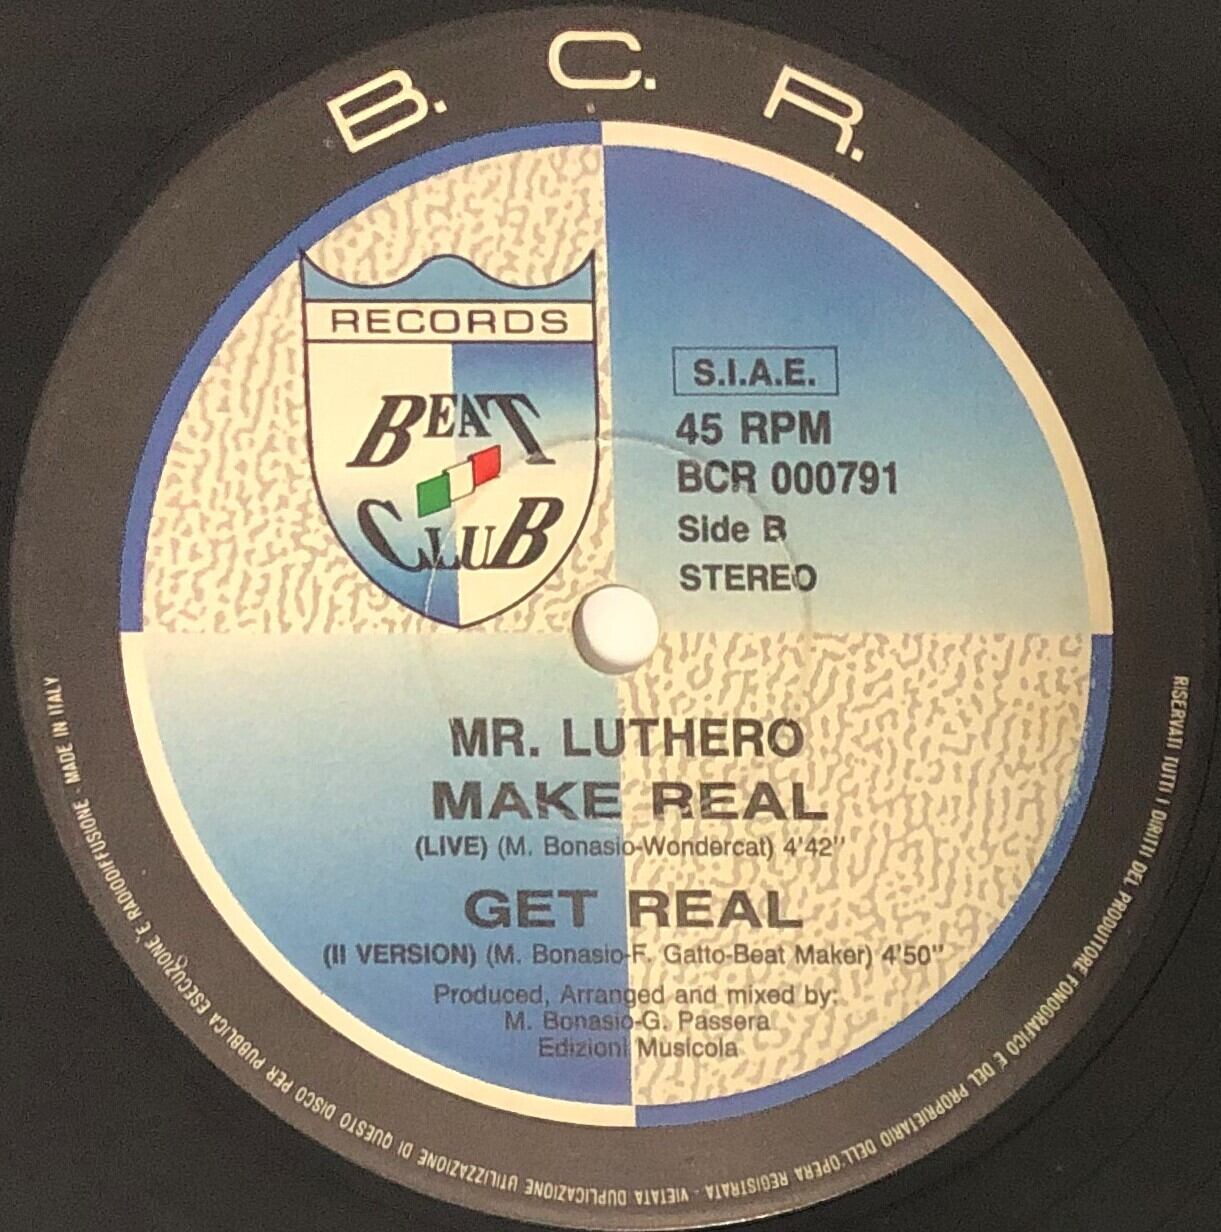 B. C. R.
RECORDS
BEAT
CLUB
S.I.A.E.
45 RPM
BCR 000791
Side B
STEREO
MR. LUTHERO
MAKE REAL
(LIVE) (M. Bonasio-Wondercat) 4'42"
GET REAL
(II VERSION) (M. Bonasio-F. Gatto-Beat Maker) 4'50"
Produced, Arranged and mixed by:
M. Bonasio-G. Passera
Edizioni Musicola
RISERVATI TUTTI I DIRITTI DEL PRODUTTORE FONOGRAFICO E DEL PROPRIETARIO DELL'OPERA REGISTRATA - VIETATA DUPLICAZIONE UTILIZZAZIONE DI QUESTO DISCO PER PUBBLICA ESECUZIONE E RADIODIFFUSIONE - MADE IN ITALY